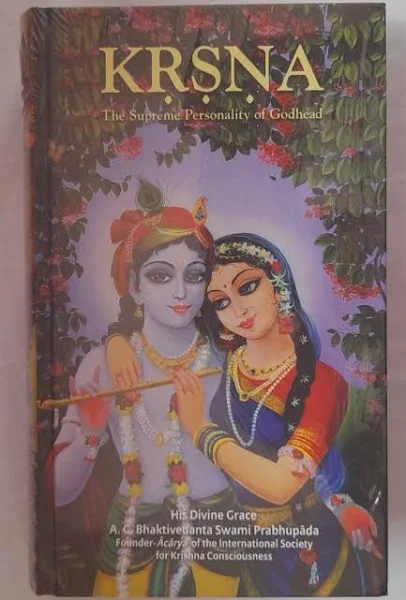 KṚṢṆA
The Supreme Personality of Godhead
His Divine Grace
A. C. Bhaktivedanta Swami Prabhupāda
Founder-Ācārya of the International Society
for Krishna Consciousness